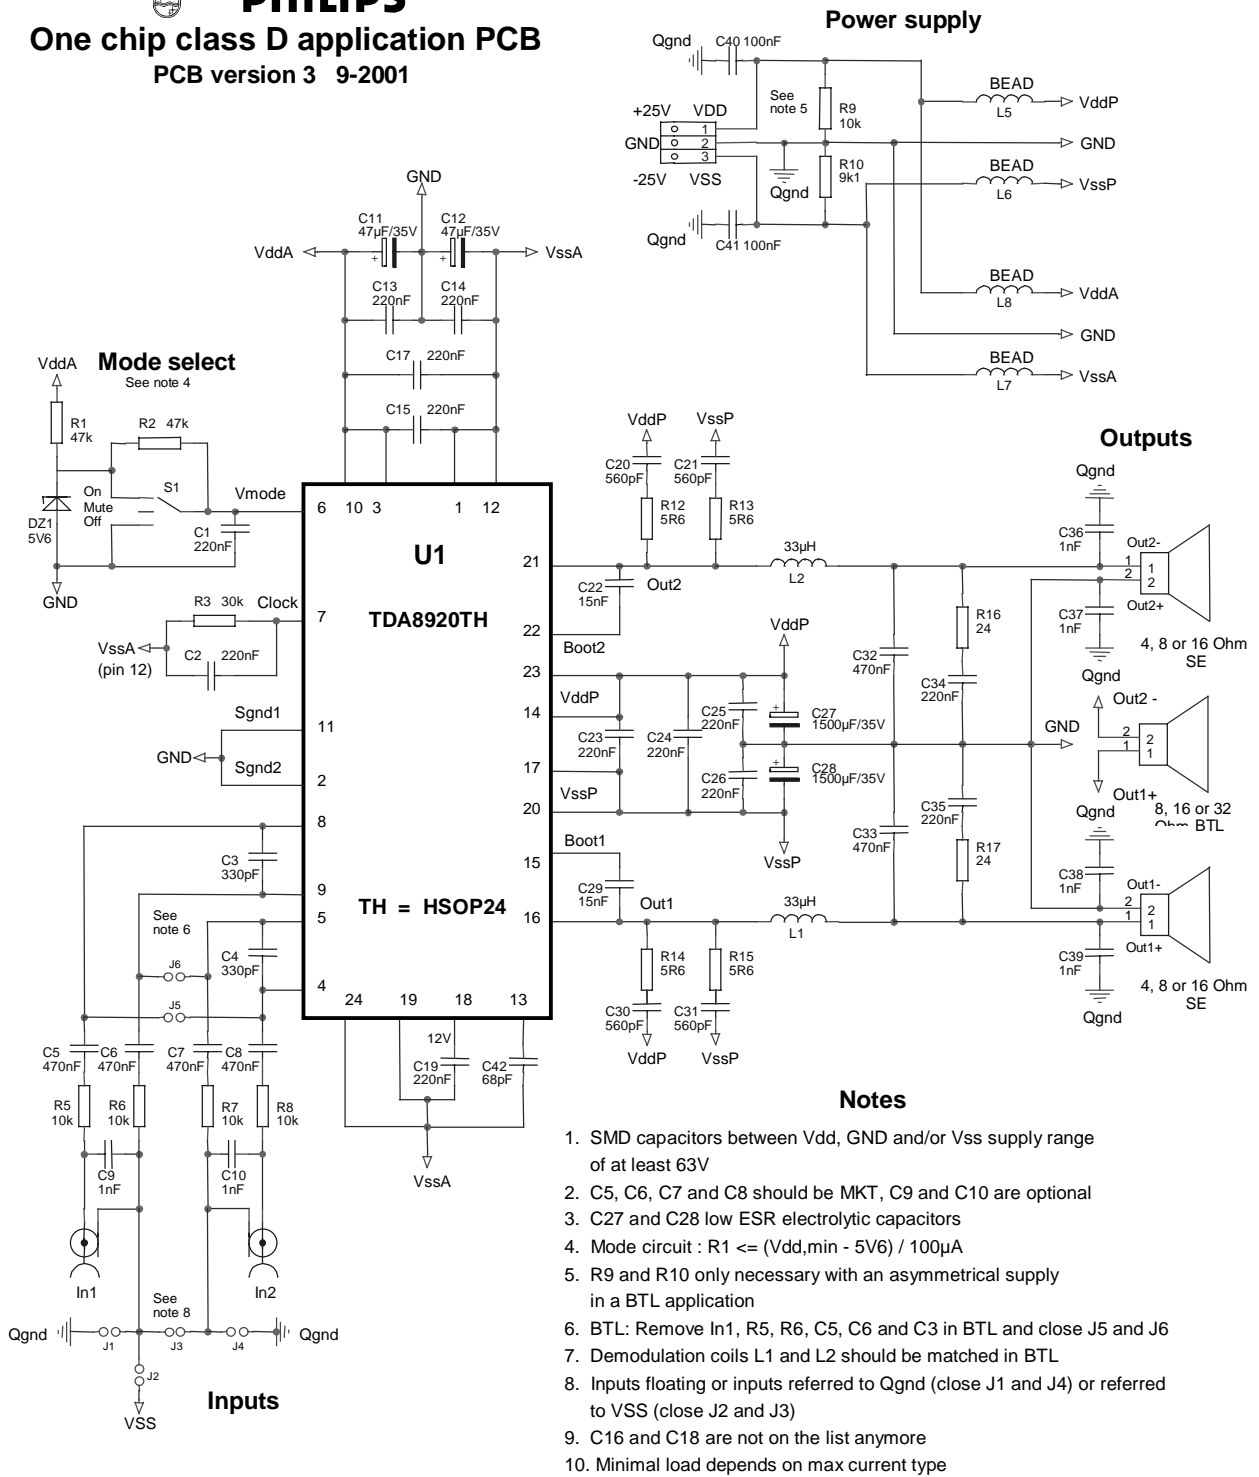 PHILIPS
One chip class D application PCB
PCB version 3 9-2001
Power supply
Qgnd
C40 100nF
+25V VDD
See
note 5
R9
10k
BEAD
L5
VddP
GND
1
2
3
GND
-25V VSS
Qgnd
R10
9k1
BEAD
L6
VssP
Qgnd
C41 100nF
BEAD
L8
VddA
GND
BEAD
L7
VssA
GND
C11
47µF/35V
C12
47µF/35V
+
+
VddA
VssA
C13
220nF
C14
220nF
C17 220nF
C15 220nF
Mode select
See note 4
VddA
R1
47k
R2 47k
On
Mute
Off
S1
Vmode
DZ1
5V6
C1
220nF
GND
R3 30k
Clock
VssA
(pin 12)
C2 220nF
Sgnd1
GND
Sgnd2
6 10 3 1 12
U1
TDA8920TH
TH = HSOP24
7
11
2
8
9
5
4
21
22
23
14
17
20
15
16
24 19 18 13
VddP
VssP
C20
560pF
C21
560pF
R12
5R6
R13
5R6
33µH
L2
C22
15nF
Out2
Boot2
VddP
VddP
C23
220nF
C24
220nF
C25
220nF
C26
220nF
+
C27
1500µF/35V
+
C28
1500µF/35V
VssP
VssP
Boot1
C29
15nF
Out1
33µH
L1
R14
5R6
R15
5R6
C30
560pF
C31
560pF
VddP
VssP
C32
470nF
C33
470nF
R16
24
C34
220nF
C35
220nF
R17
24
Outputs
Qgnd
C36
1nF
Out2-
1
2
1
2
Out2+
C37
1nF
Qgnd
4, 8 or 16 Ohm
SE
GND
Out2 -
2
1
2
1
Out1+
8, 16 or 32
Ohm BTL
Qgnd
C38
1nF
Out1-
2
1
2
1
Out1+
C39
1nF
Qgnd
4, 8 or 16 Ohm
SE
C3
330pF
See
note 6
C4
330pF
J6
J5
C5
470nF
C6
470nF
C7
470nF
C8
470nF
R5
10k
R6
10k
R7
10k
R8
10k
C9
1nF
C10
1nF
In1
In2
See
note 8
Qgnd
J1
J3
J4
Qgnd
J2
VSS
Inputs
12V
C19
220nF
C42
68pF
VssA
Notes
1. SMD capacitors between Vdd, GND and/or Vss supply range
of at least 63V
2. C5, C6, C7 and C8 should be MKT, C9 and C10 are optional
3. C27 and C28 low ESR electrolytic capacitors
4. Mode circuit : R1 <= (Vdd,min - 5V6) / 100µA
5. R9 and R10 only necessary with an asymmetrical supply
in a BTL application
6. BTL: Remove In1, R5, R6, C5, C6 and C3 in BTL and close J5 and J6
7. Demodulation coils L1 and L2 should be matched in BTL
8. Inputs floating or inputs referred to Qgnd (close J1 and J4) or referred
to VSS (close J2 and J3)
9. C16 and C18 are not on the list anymore
10. Minimal load depends on max current type